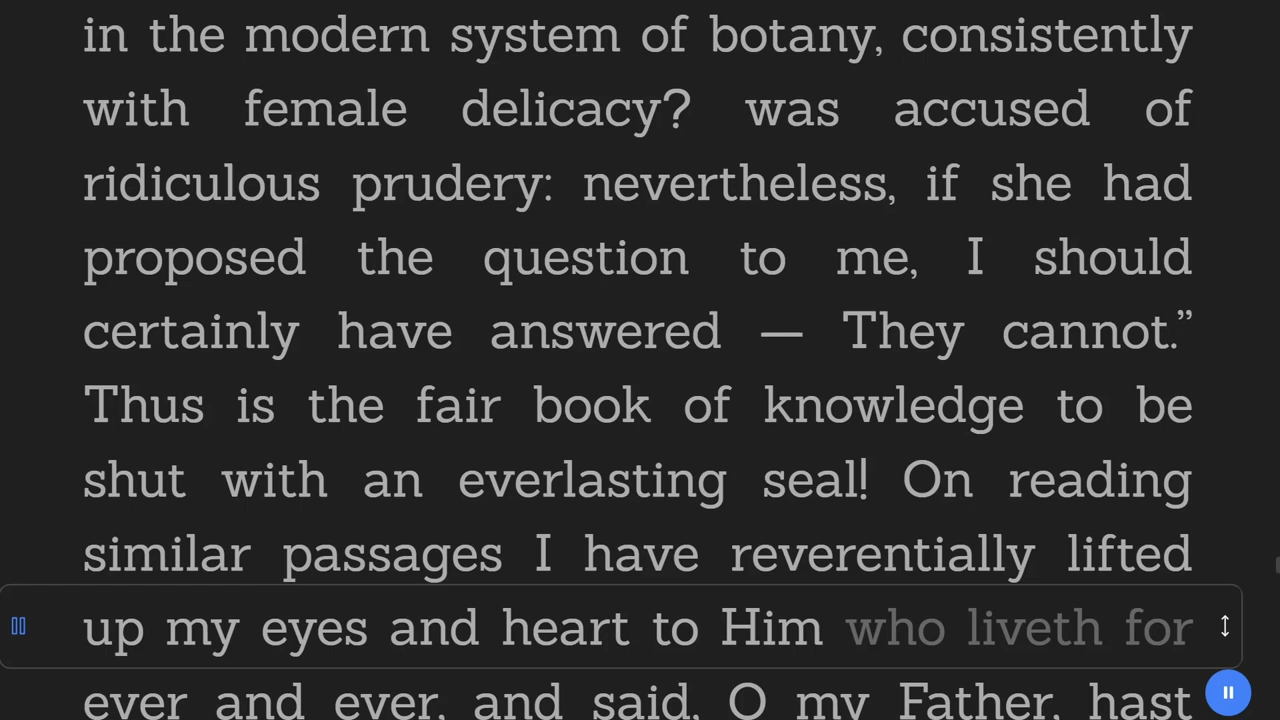 in the modern system of botany, consistently
with female delicacy? was accused of
ridiculous prudery: nevertheless, if she had
proposed the question to me, I should
certainly have answered — They cannot.”
Thus is the fair book of knowledge to be
shut with an everlasting seal! On reading
similar passages I have reverentially lifted
up my eyes and heart to Him who liveth for
ever and ever, and said, O my Father, hast